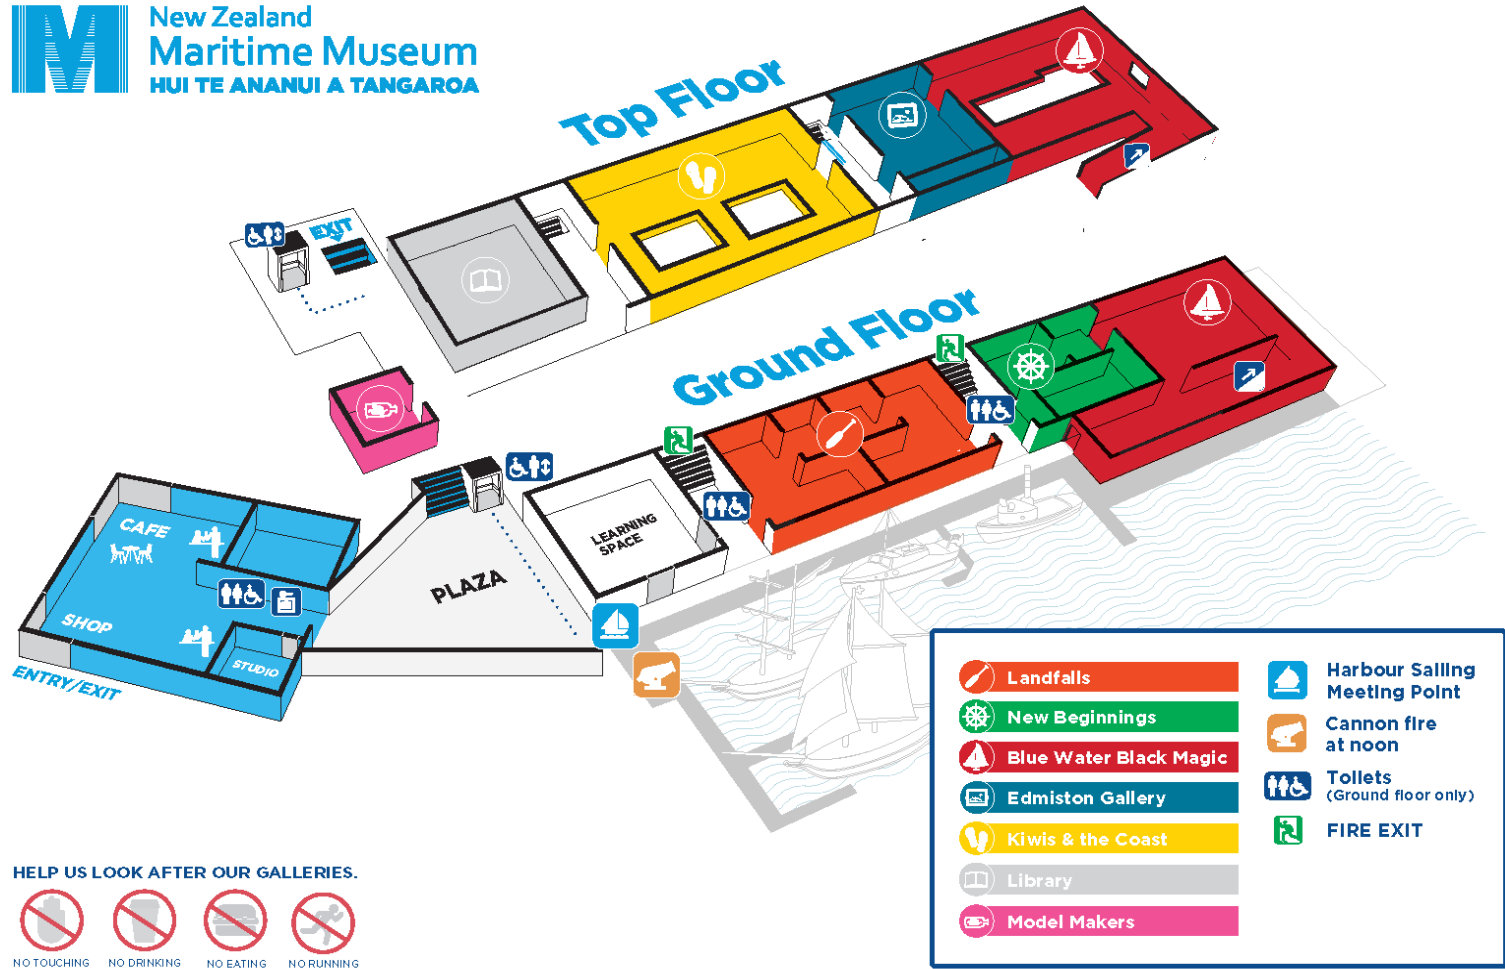 New Zealand
Maritime Museum
HUI TE ANANUI A TANGAROA
Top Floor
EXIT
Ground Floor
CAFE
SHOP
STUDIO
ENTRY/EXIT
PLAZA
LEARNING
SPACE
Landfalls
New Beginnings
Blue Water Black Magic
Edmiston Gallery
Kiwis & the Coast
Library
Model Makers
Harbour Sailing
Meeting Point
Cannon fire
at noon
Toilets
(Ground floor only)
FIRE EXIT
HELP US LOOK AFTER OUR GALLERIES.
NO TOUCHING
NO DRINKING
NO EATING
NO RUNNING